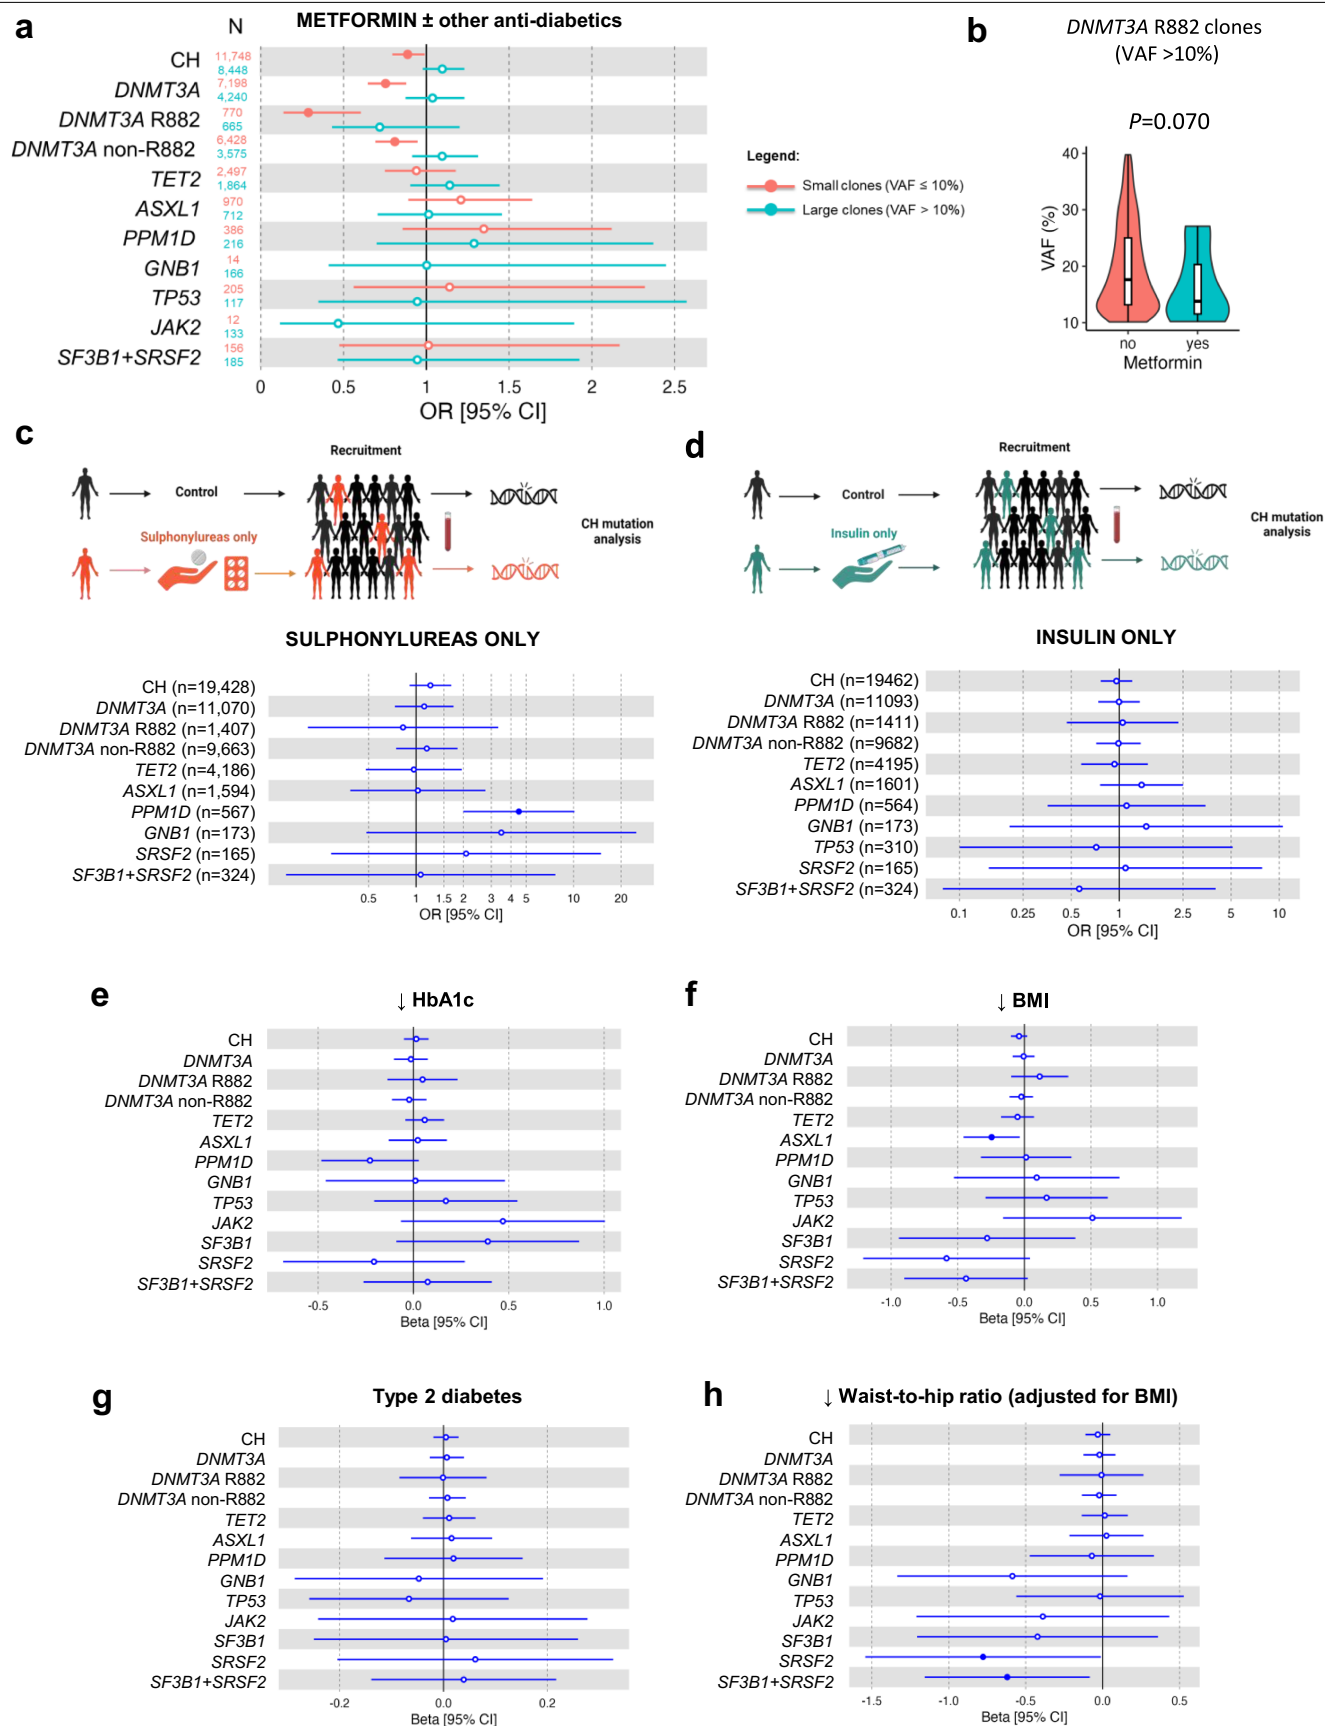 a
N
METFORMIN ± other anti-diabetics
CH
11,748
8,448
DNMT3A
7,198
4,240
DNMT3A R882
770
665
DNMT3A non-R882
6,428
3,575
TET2
2,497
1,864
ASXL1
970
712
PPM1D
386
216
GNB1
14
166
TP53
205
117
JAK2
12
133
SF3B1+SRSF2
156
185
0 0.5 1 1.5 2 2.5
OR [95% CI]
Legend:
Small clones (VAF ≤ 10%)
Large clones (VAF > 10%)
b
DNMT3A R882 clones
(VAF >10%)
P=0.070
VAF (%)
40
30
20
10
no yes
Metformin
c
Recruitment
Control
Sulphonylureas only
CH mutation
analysis
SULPHONYLUREAS ONLY
CH (n=19,428)
DNMT3A (n=11,070)
DNMT3A R882 (n=1,407)
DNMT3A non-R882 (n=9,663)
TET2 (n=4,186)
ASXL1 (n=1,594)
PPM1D (n=567)
GNB1 (n=173)
SRSF2 (n=165)
SF3B1+SRSF2 (n=324)
0.5 1 1.5 2 3 4 5 10 20
OR [95% CI]
d
Recruitment
Control
Insulin only
CH mutation
analysis
INSULIN ONLY
CH (n=19462)
DNMT3A (n=11093)
DNMT3A R882 (n=1411)
DNMT3A non-R882 (n=9682)
TET2 (n=4195)
ASXL1 (n=1601)
PPM1D (n=564)
GNB1 (n=173)
TP53 (n=310)
SRSF2 (n=165)
SF3B1+SRSF2 (n=324)
0.1 0.25 0.5 1 2.5 5 10
OR [95% CI]
e
↓ HbA1c
CH
DNMT3A
DNMT3A R882
DNMT3A non-R882
TET2
ASXL1
PPM1D
GNB1
TP53
JAK2
SF3B1
SRSF2
SF3B1+SRSF2
-0.5 0.0 0.5 1.0
Beta [95% CI]
f
↓ BMI
CH
DNMT3A
DNMT3A R882
DNMT3A non-R882
TET2
ASXL1
PPM1D
GNB1
TP53
JAK2
SF3B1
SRSF2
SF3B1+SRSF2
-1.0 -0.5 0.0 0.5 1.0
Beta [95% CI]
g
Type 2 diabetes
CH
DNMT3A
DNMT3A R882
DNMT3A non-R882
TET2
ASXL1
PPM1D
GNB1
TP53
JAK2
SF3B1
SRSF2
SF3B1+SRSF2
-0.2 0.0 0.2
Beta [95% CI]
h
↓ Waist-to-hip ratio (adjusted for BMI)
CH
DNMT3A
DNMT3A R882
DNMT3A non-R882
TET2
ASXL1
PPM1D
GNB1
TP53
JAK2
SF3B1
SRSF2
SF3B1+SRSF2
-1.5 -1.0 -0.5 0.0 0.5
Beta [95% CI]